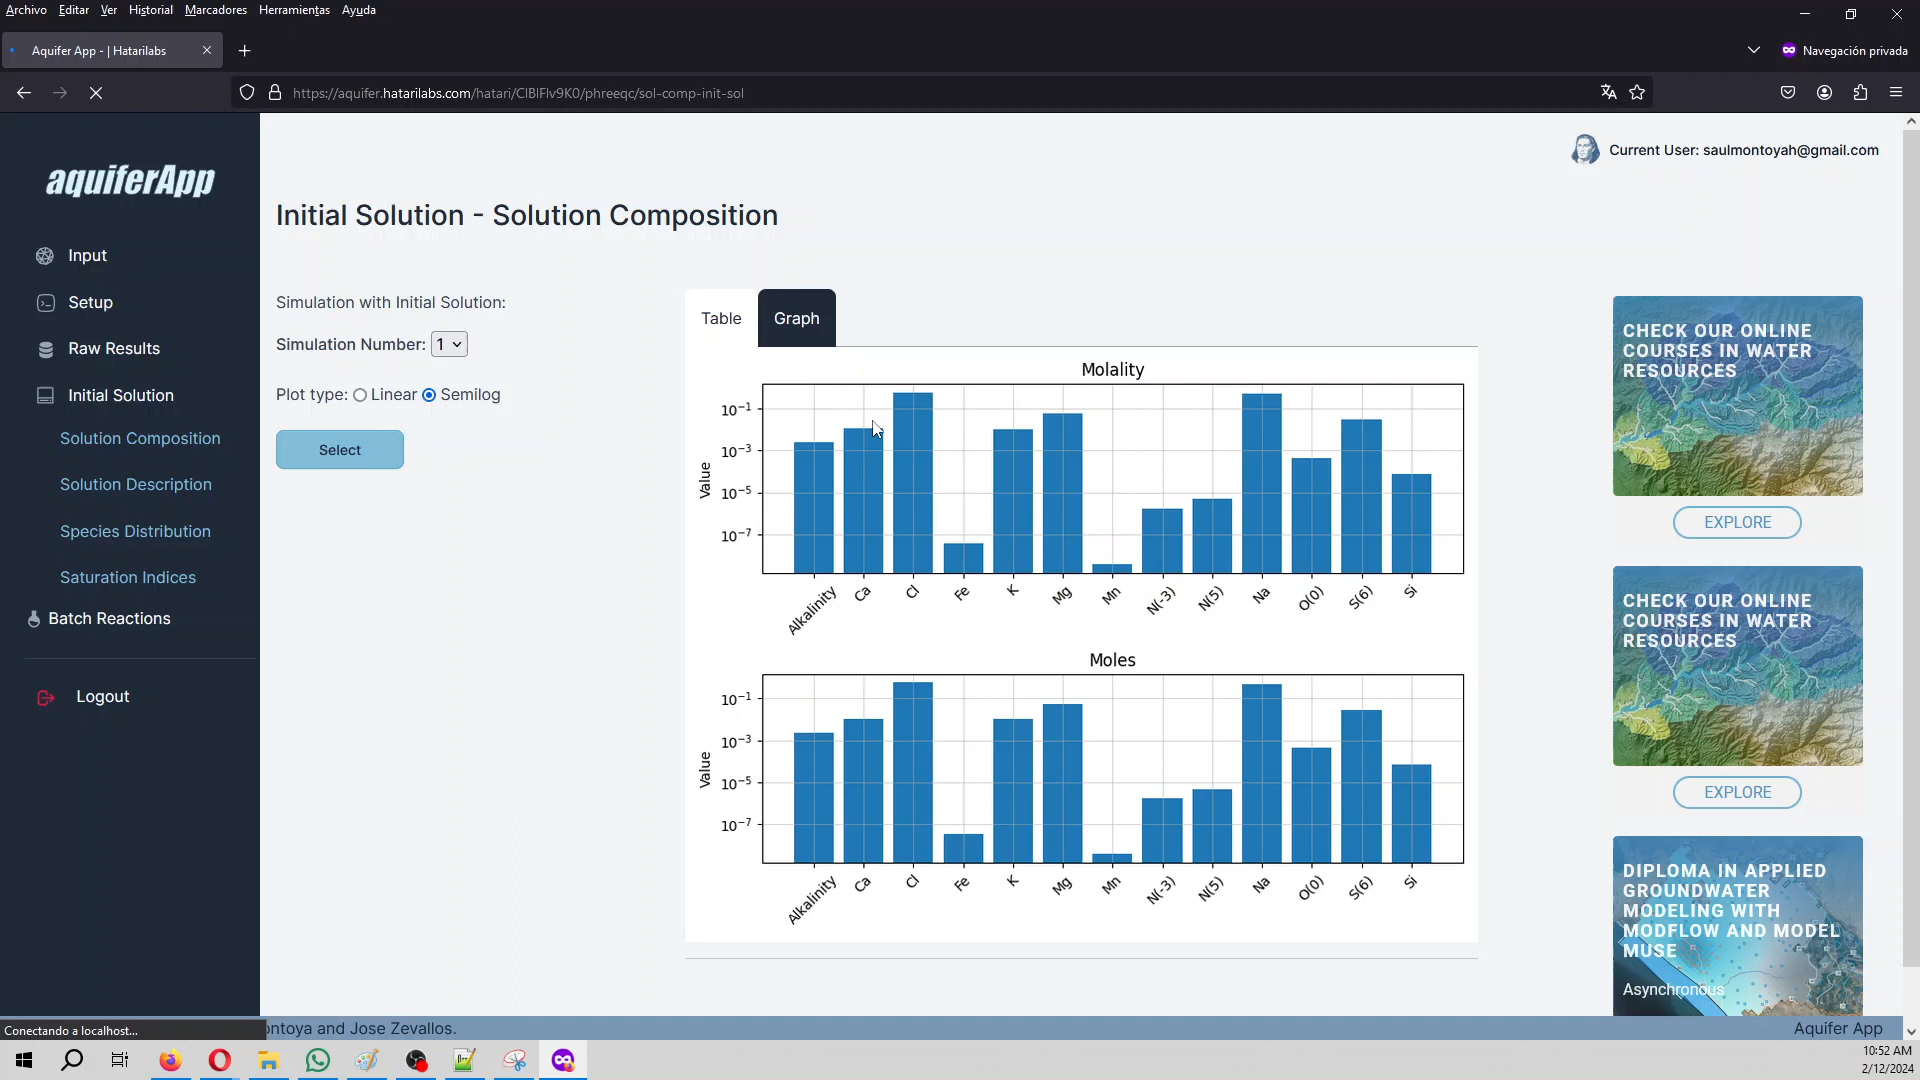 Archivo Editar Ver Historial Marcadores Herramientas Ayuda
Aquifer App - | Hatarilabs
Navegación privada
https://aquifer.hatarilabs.com/hatari/ClBlFlv9K0/phreeqc/sol-comp-init-sol
Current User: saulmontoyah@gmail.com
aquiferApp
Input
Setup
Raw Results
Initial Solution
Solution Composition
Solution Description
Species Distribution
Saturation Indices
Batch Reactions
Logout
Initial Solution - Solution Composition
Simulation with Initial Solution:
Simulation Number: 1
Plot type: Linear Semilog
Select
Table Graph
Molality
Value
10⁻¹
10⁻³
10⁻⁵
10⁻⁷
Alkalinity Ca Cl Fe K Mg Mn N(-3) N(5) Na O(0) S(6) Si
Moles
Value
10⁻¹
10⁻³
10⁻⁵
10⁻⁷
Alkalinity Ca Cl Fe K Mg Mn N(-3) N(5) Na O(0) S(6) Si
CHECK OUR ONLINE
COURSES IN WATER
RESOURCES
EXPLORE
CHECK OUR ONLINE
COURSES IN WATER
RESOURCES
EXPLORE
DIPLOMA IN APPLIED
GROUNDWATER
MODELING WITH
MODFLOW AND MODEL
MUSE
Asynchronous
Conectando a localhost...
ontoya and Jose Zevallos.
Aquifer App
10:52 AM
2/12/2024